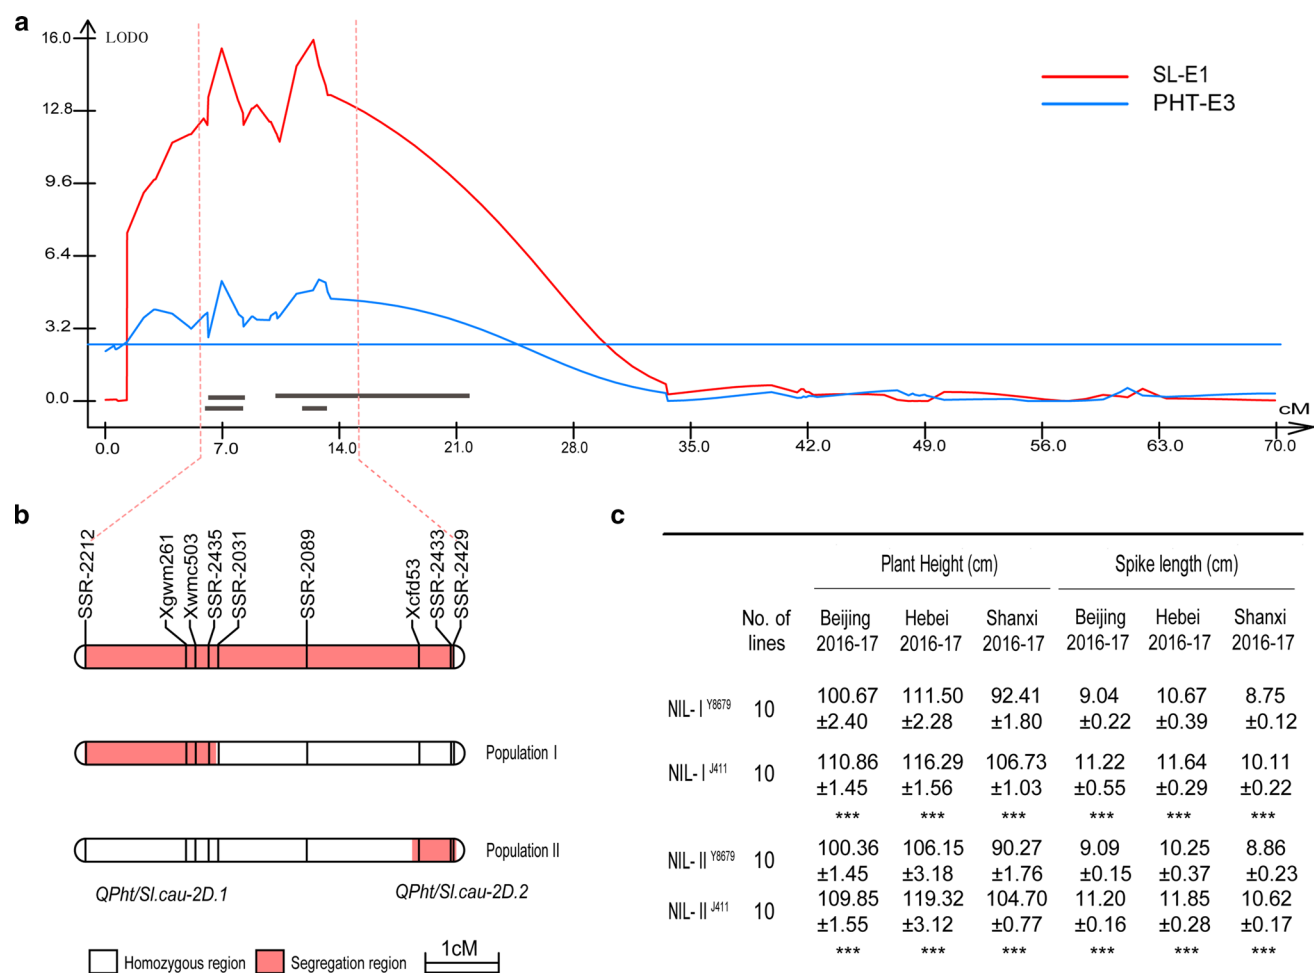 a
LODO
16.0
12.8
9.6
6.4
3.2
0.0
SL-E1
PHT-E3
cM
0.0 7.0 14.0 21.0 28.0 35.0 42.0 49.0 56.0 63.0 70.0
b
SSR-2212
Xgwm261
Xwmc503
SSR-2435
SSR-2031
SSR-2089
Xcfd53
SSR-2433
SSR-2429
Population I
Population II
QPht/Sl.cau-2D.1 QPht/Sl.cau-2D.2
Homozygous region Segregation region 1cM
c
Plant Height (cm) Spike length (cm)
No. of Beijing Hebei Shanxi Beijing Hebei Shanxi
lines 2016-17 2016-17 2016-17 2016-17 2016-17 2016-17
NIL- I Y8679 10 100.67 111.50 92.41 9.04 10.67 8.75
±2.40 ±2.28 ±1.80 ±0.22 ±0.39 ±0.12
NIL- I J411 10 110.86 116.29 106.73 11.22 11.64 10.11
±1.45 ±1.56 ±1.03 ±0.55 ±0.29 ±0.22
*** *** *** *** *** ***
NIL- II Y8679 10 100.36 106.15 90.27 9.09 10.25 8.86
±1.45 ±3.18 ±1.76 ±0.15 ±0.37 ±0.23
NIL- II J411 10 109.85 119.32 104.70 11.20 11.85 10.62
±1.55 ±3.12 ±0.77 ±0.16 ±0.28 ±0.17
*** *** *** *** *** ***